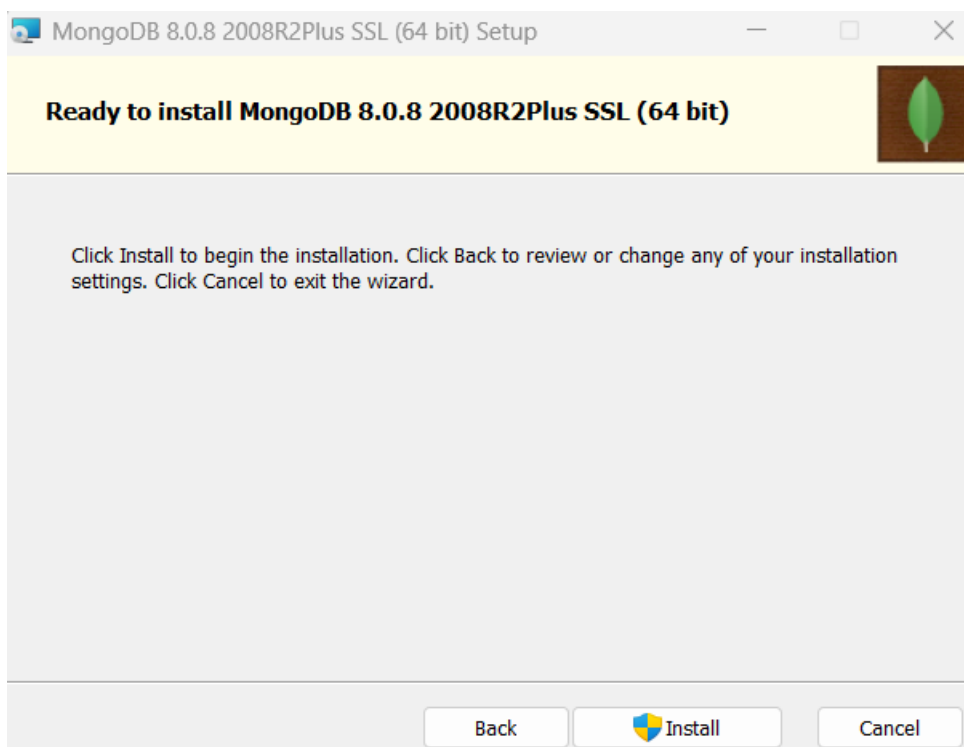 MongoDB 8.0.8 2008R2Plus SSL (64 bit) Setup
Ready to install MongoDB 8.0.8 2008R2Plus SSL (64 bit)
Click Install to begin the installation. Click Back to review or change any of your installation
settings. Click Cancel to exit the wizard.
Back Install Cancel